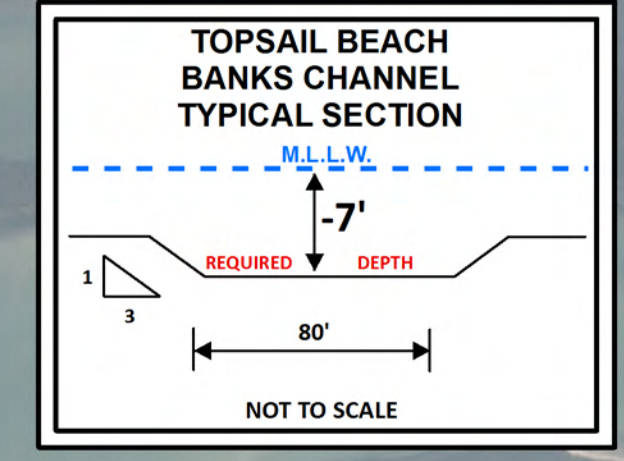 TOPSAIL BEACH
BANKS CHANNEL
TYPICAL SECTION
M.L.L.W.
-7'
REQUIRED DEPTH
1
3
80'
NOT TO SCALE